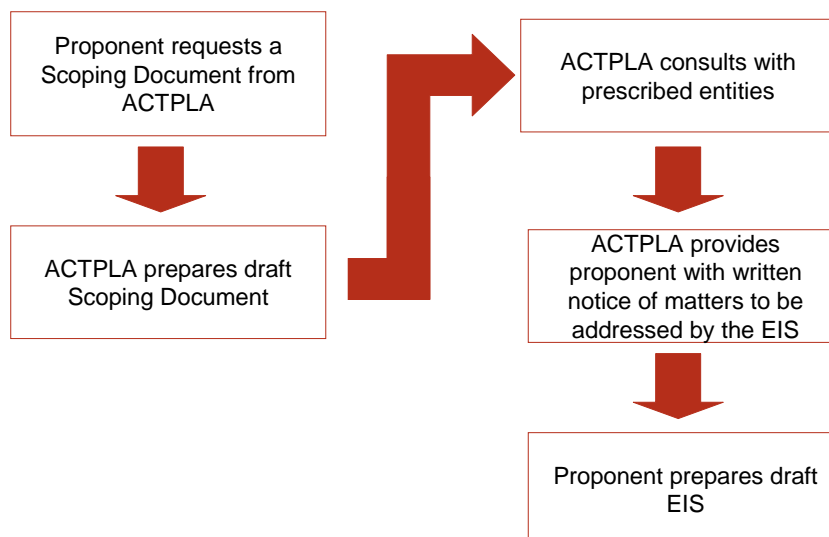 Proponent requests a
Scoping Document from
ACTPLA
ACTPLA prepares draft
Scoping Document
ACTPLA consults with
prescribed entities
ACTPLA provides
proponent with written
notice of matters to be
addressed by the EIS
Proponent prepares draft
EIS